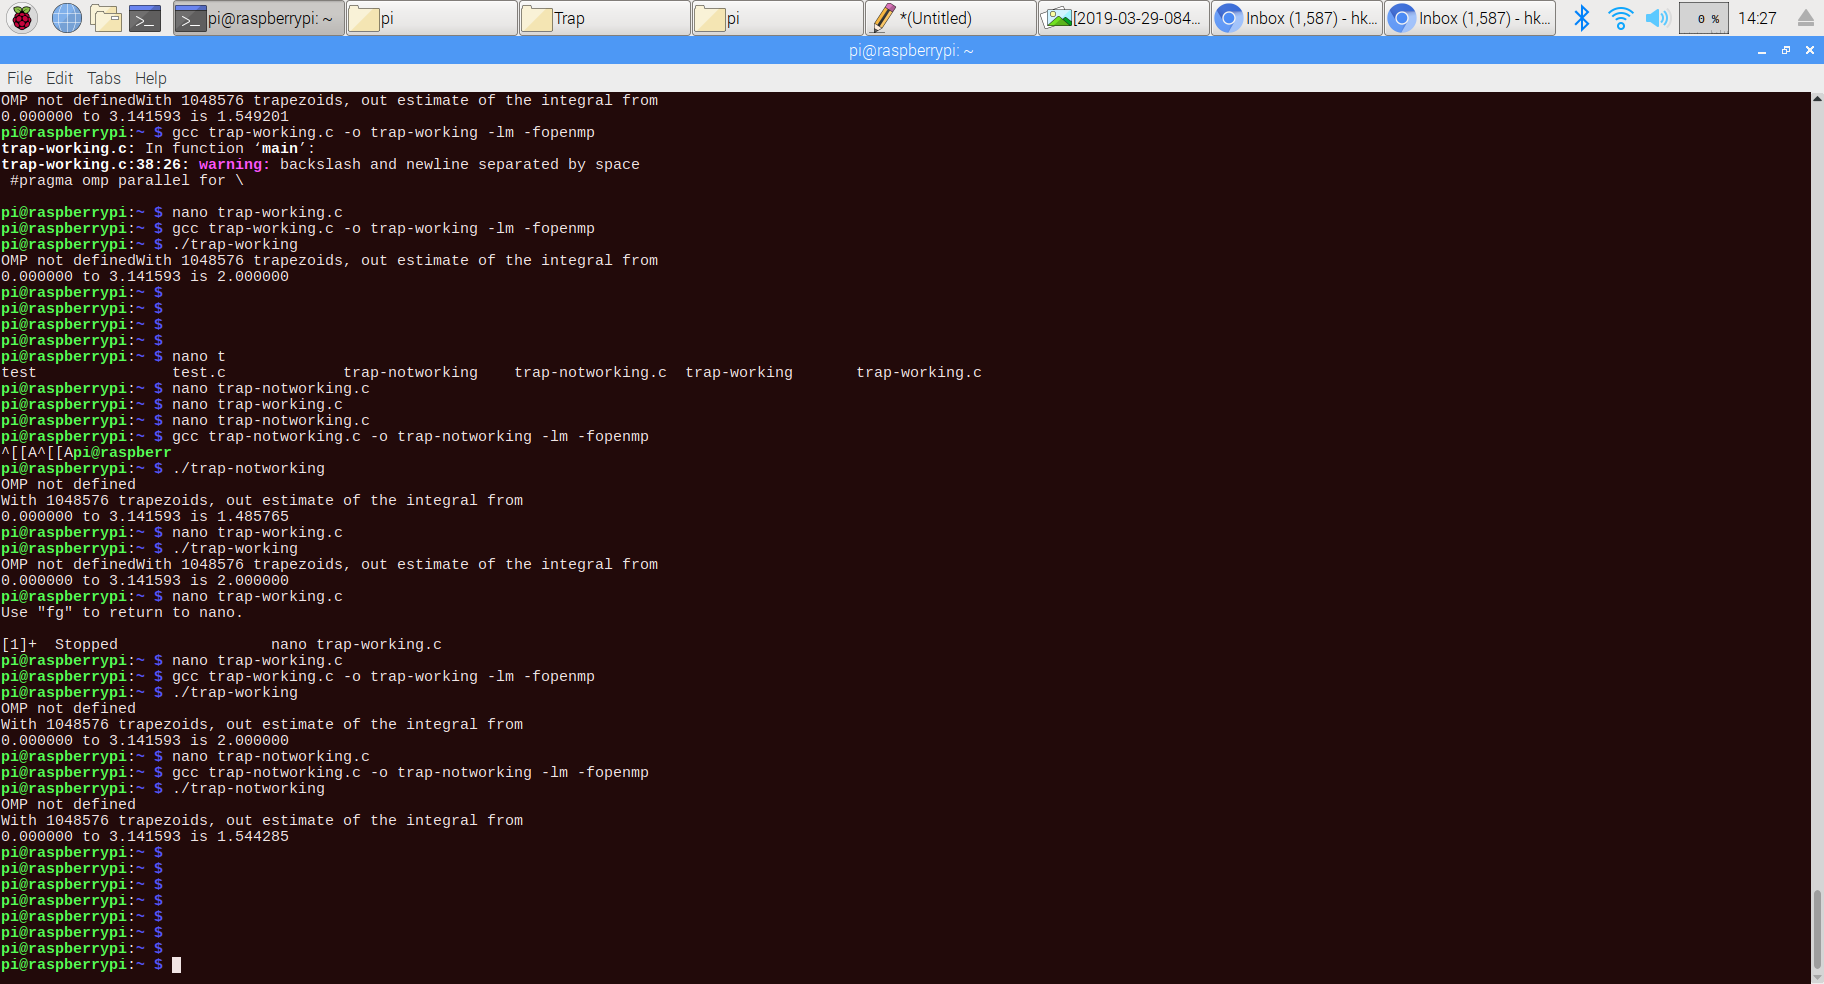 pi@raspberrypi: ~
pi
Trap
pi
*(Untitled)
[2019-03-29-084...
Inbox (1,587) - hk...
Inbox (1,587) - hk...
0 %
14:27
pi@raspberrypi: ~
File Edit Tabs Help
OMP not definedWith 1048576 trapezoids, out estimate of the integral from
0.000000 to 3.141593 is 1.549201
pi@raspberrypi:~ $ gcc trap-working.c -o trap-working -lm -fopenmp
trap-working.c: In function ‘main’:
trap-working.c:38:26: warning: backslash and newline separated by space
#pragma omp parallel for \
pi@raspberrypi:~ $ nano trap-working.c
pi@raspberrypi:~ $ gcc trap-working.c -o trap-working -lm -fopenmp
pi@raspberrypi:~ $ ./trap-working
OMP not definedWith 1048576 trapezoids, out estimate of the integral from
0.000000 to 3.141593 is 2.000000
pi@raspberrypi:~ $
pi@raspberrypi:~ $
pi@raspberrypi:~ $
pi@raspberrypi:~ $
pi@raspberrypi:~ $ nano t
test test.c trap-notworking trap-notworking.c trap-working trap-working.c
pi@raspberrypi:~ $ nano trap-notworking.c
pi@raspberrypi:~ $ nano trap-working.c
pi@raspberrypi:~ $ nano trap-notworking.c
pi@raspberrypi:~ $ gcc trap-notworking.c -o trap-notworking -lm -fopenmp
^[[A^[[Api@raspberr
pi@raspberrypi:~ $ ./trap-notworking
OMP not defined
With 1048576 trapezoids, out estimate of the integral from
0.000000 to 3.141593 is 1.485765
pi@raspberrypi:~ $ nano trap-working.c
pi@raspberrypi:~ $ ./trap-working
OMP not definedWith 1048576 trapezoids, out estimate of the integral from
0.000000 to 3.141593 is 2.000000
pi@raspberrypi:~ $ nano trap-working.c
Use "fg" to return to nano.
[1]+ Stopped nano trap-working.c
pi@raspberrypi:~ $ nano trap-working.c
pi@raspberrypi:~ $ gcc trap-working.c -o trap-working -lm -fopenmp
pi@raspberrypi:~ $ ./trap-working
OMP not defined
With 1048576 trapezoids, out estimate of the integral from
0.000000 to 3.141593 is 2.000000
pi@raspberrypi:~ $ nano trap-notworking.c
pi@raspberrypi:~ $ gcc trap-notworking.c -o trap-notworking -lm -fopenmp
pi@raspberrypi:~ $ ./trap-notworking
OMP not defined
With 1048576 trapezoids, out estimate of the integral from
0.000000 to 3.141593 is 1.544285
pi@raspberrypi:~ $
pi@raspberrypi:~ $
pi@raspberrypi:~ $
pi@raspberrypi:~ $
pi@raspberrypi:~ $
pi@raspberrypi:~ $
pi@raspberrypi:~ $
pi@raspberrypi:~ $